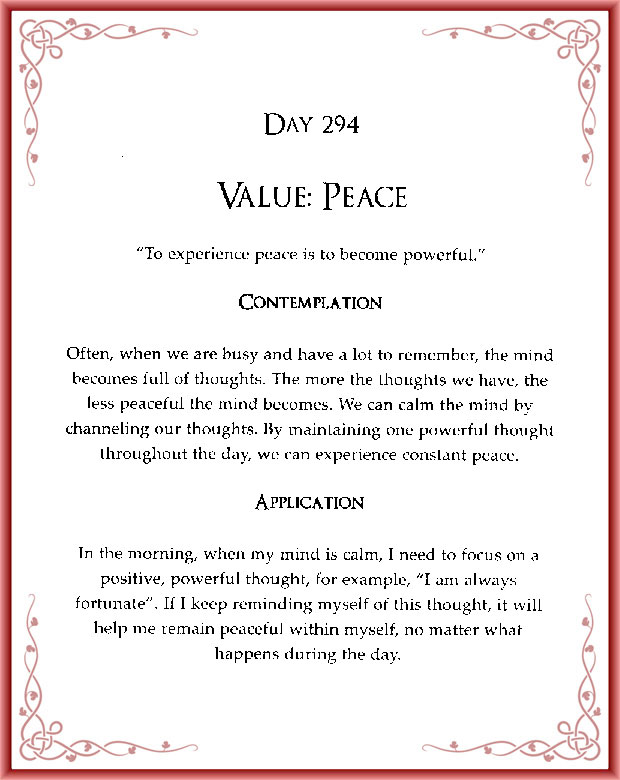 DAY 294
VALUE: PEACE
"To experience peace is to become powerful."
CONTEMPLATION
Often, when we are busy and have a lot to remember, the mind
becomes full of thoughts. The more the thoughts we have, the
less peaceful the mind becomes. We can calm the mind by
channeling our thoughts. By maintaining one powerful thought
throughout the day, we can experience constant peace.
APPLICATION
In the morning, when my mind is calm, I need to focus on a
positive, powerful thought, for example, "I am always
fortunate". If I keep reminding myself of this thought, it will
help me remain peaceful within myself, no matter what
happens during the day.